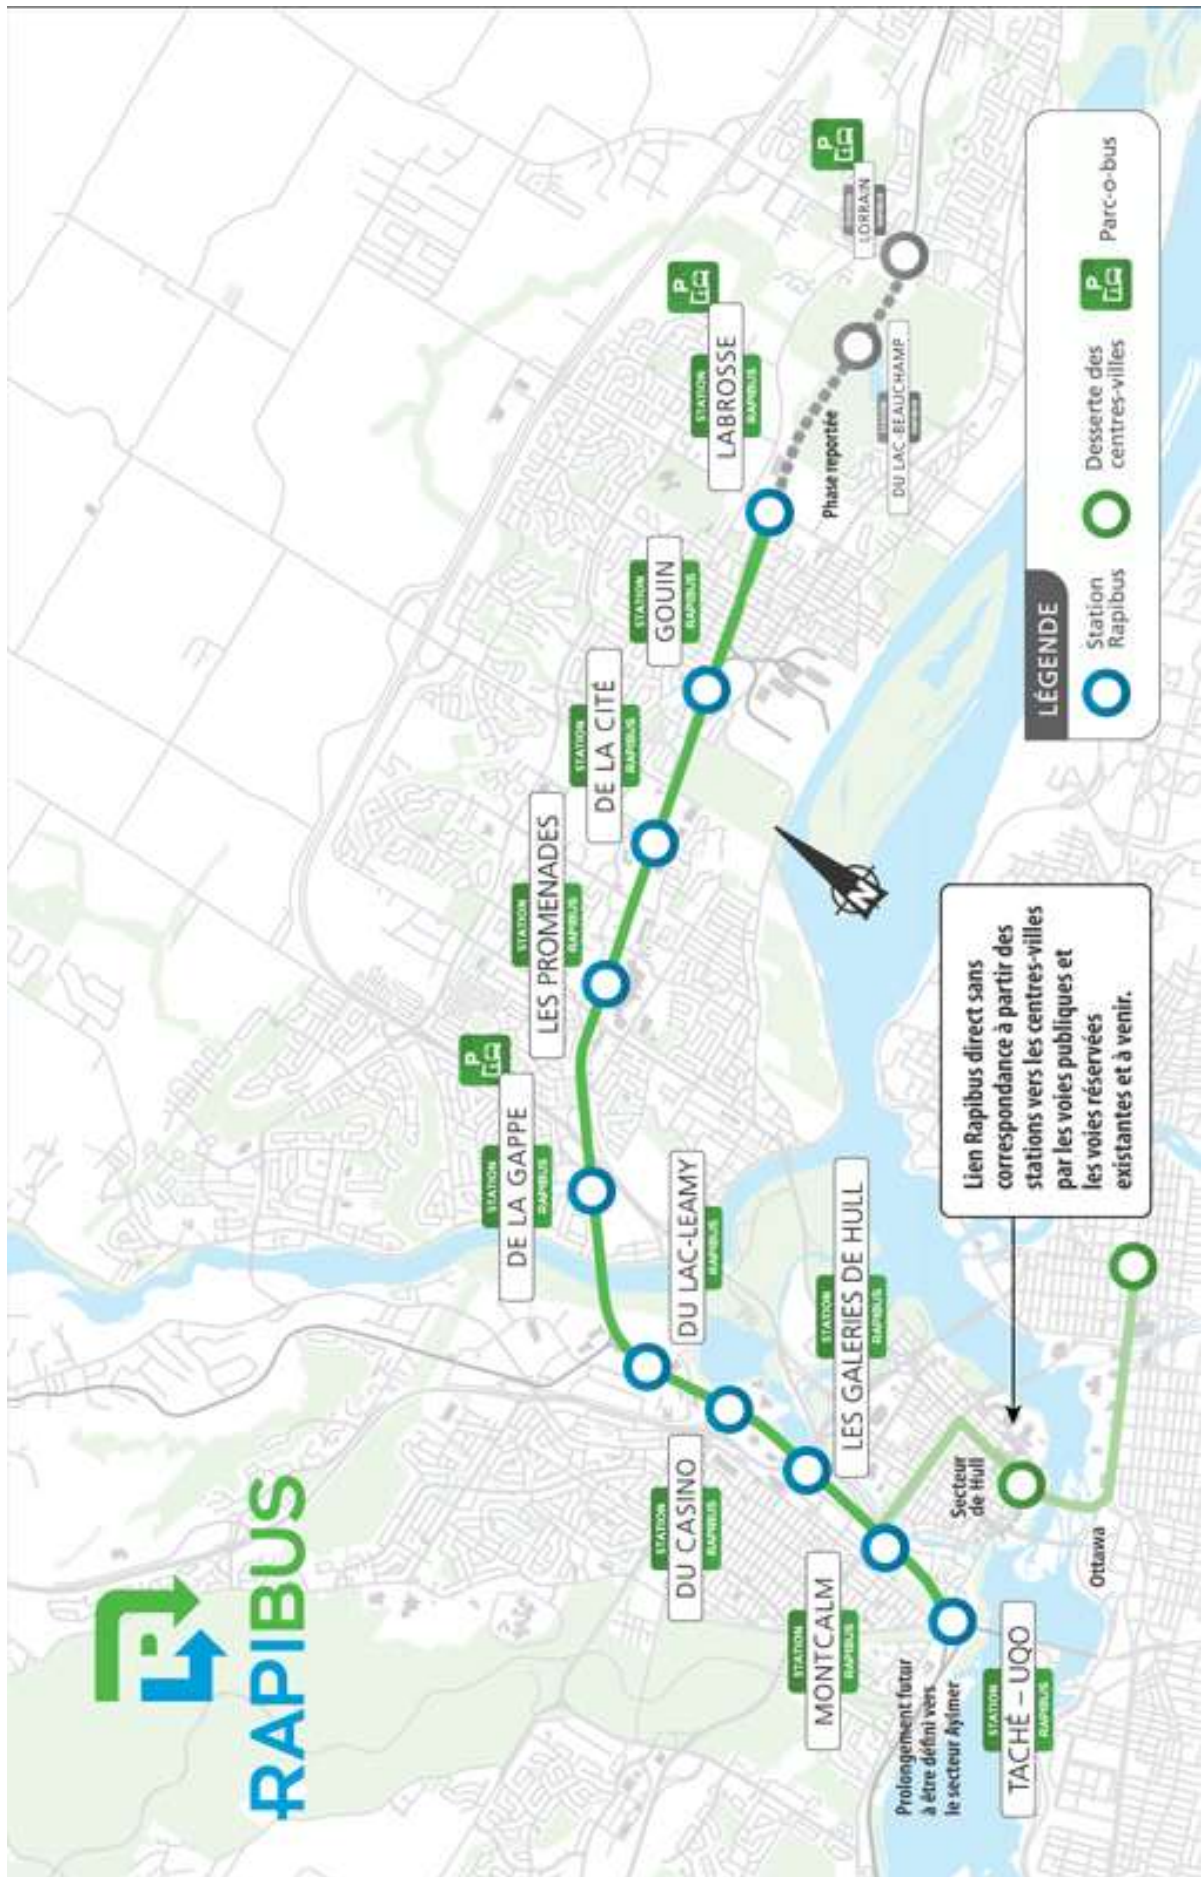 RAPIBUS
STATION
TACHÉ – UQO
RAPIBUS
STATION
MONTCALM
RAPIBUS
STATION
LES GALERIES DE HULL
RAPIBUS
STATION
DU CASINO
RAPIBUS
DU LAC-LEAMY
RAPIBUS
STATION
DE LA GAPPE
RAPIBUS
P
STATION
LES PROMENADES
RAPIBUS
STATION
DE LA CITÉ
RAPIBUS
STATION
GOUIN
RAPIBUS
STATION
LABROSSE
RAPIBUS
P
Phase reportée
DU LAC-BEAUCHAMP
LORRAIN
P
Prolongement futur
à être défini vers
le secteur Aylmer
Secteur
de Hull
Ottawa
Lien Rapibus direct sans
correspondance à partir des
stations vers les centres-villes
par les voies publiques et
les voies réservées
existantes et à venir.
N
LÉGENDE
Station
Rapibus
Desserte des
centres-villes
P
Parc-o-bus